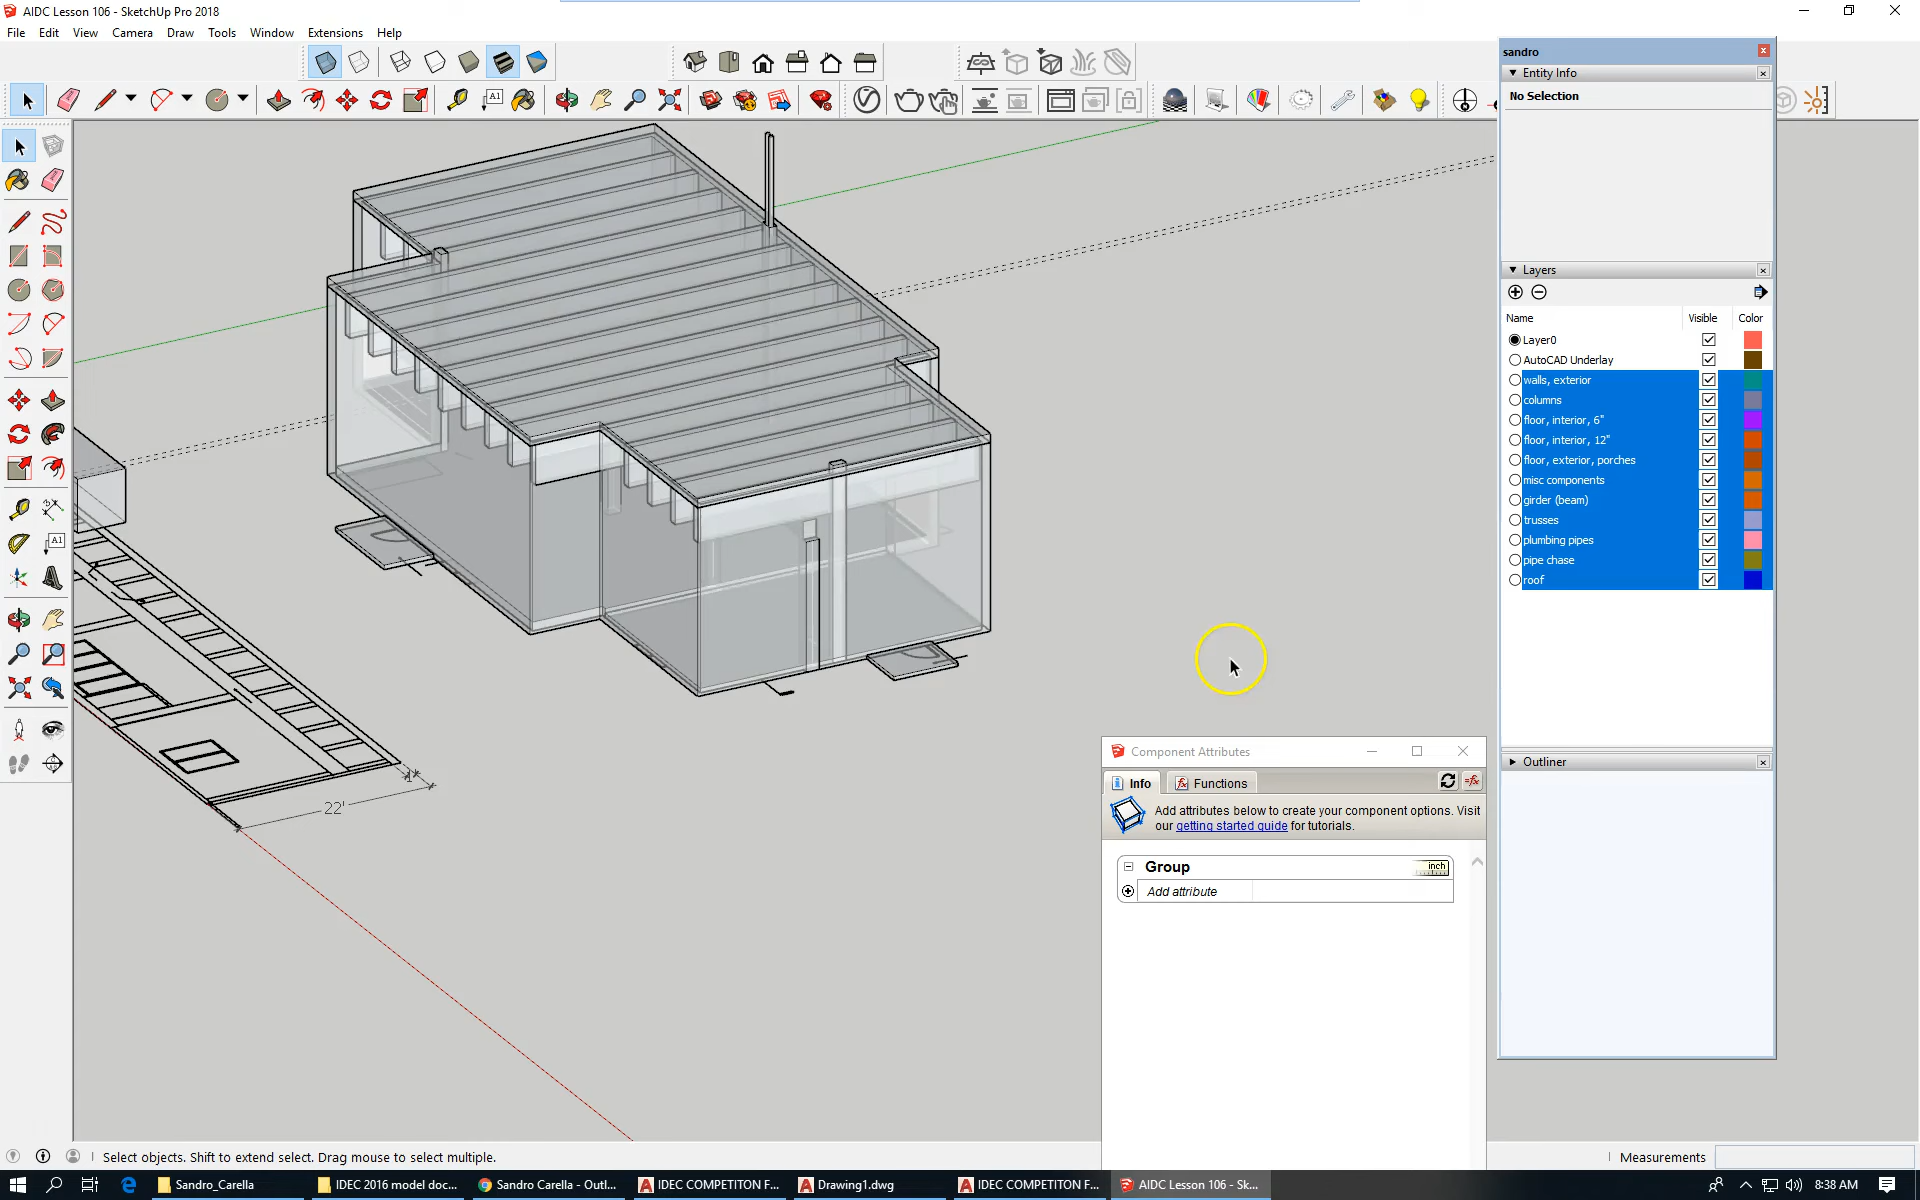 AIDC Lesson 106 - SketchUp Pro 2018
File Edit View Camera Draw Tools Window Extensions Help
A1
sandro
Entity Info
No Selection
Layers
Name Visible Color
Layer0
AutoCAD Underlay
walls, exterior
columns
floor, interior, 6"
floor, interior, 12"
floor, exterior, porches
misc components
girder (beam)
trusses
plumbing pipes
pipe chase
roof
Outliner
A1
22'
Component Attributes
Info Functions
Add attributes below to create your component options. Visit
our getting started guide for tutorials.
Group inch
Add attribute
Select objects. Shift to extend select. Drag mouse to select multiple.
Measurements
Sandro_Carella
IDEC 2016 model doc...
Sandro Carella - Outl...
IDEC COMPETITON F...
Drawing1.dwg
IDEC COMPETITON F...
AIDC Lesson 106 - Sk...
8:38 AM